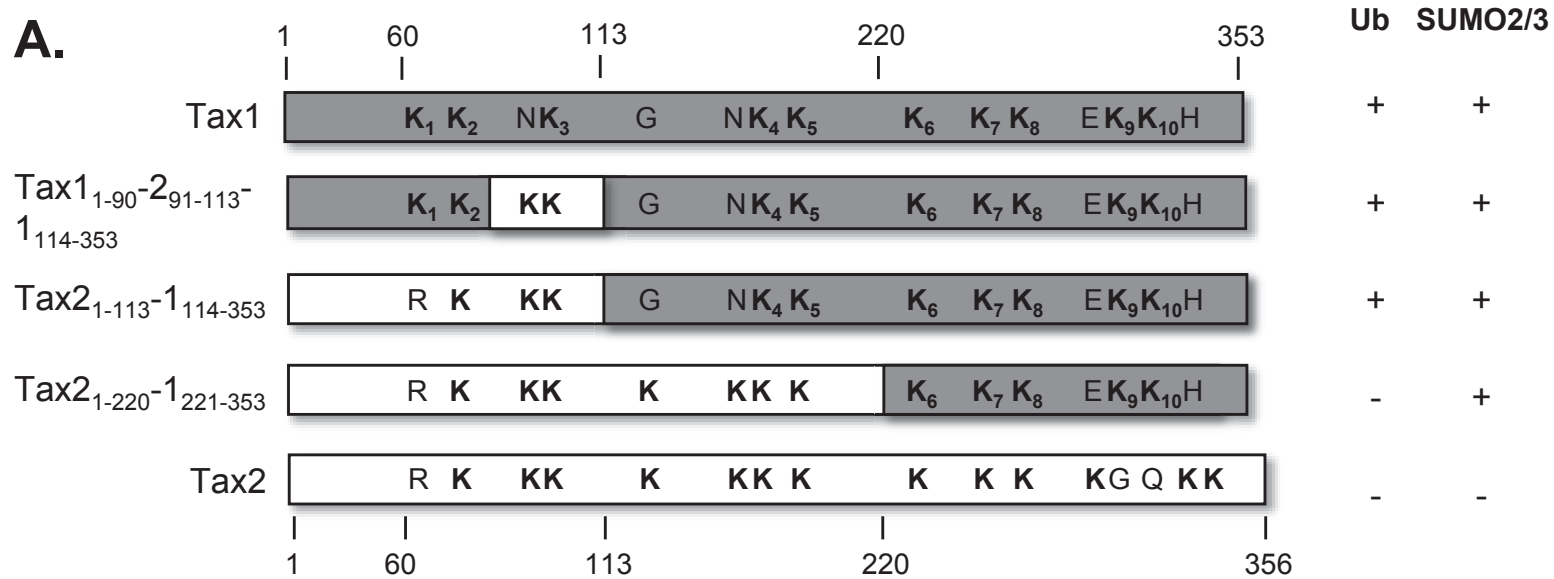 A.
Ub SUMO2/3
1 60 113 220 353
Tax1 K₁ K₂ NK₃ G NK₄ K₅ K₆ K₇ K₈ EK₉K₁₀H + +
Tax1₁₋₉₀-2₉₁₋₁₁₃-
1₁₁₄₋₃₅₃ K₁ K₂ KK G NK₄ K₅ K₆ K₇ K₈ EK₉K₁₀H + +
Tax2₁₋₁₁₃-1₁₁₄₋₃₅₃ R K KK G NK₄ K₅ K₆ K₇ K₈ EK₉K₁₀H + +
Tax2₁₋₂₂₀-1₂₂₁₋₃₅₃ R K KK K KK K K₆ K₇ K₈ EK₉K₁₀H - +
Tax2 R K KK K KK K K K K KG Q KK - -
1 60 113 220 356